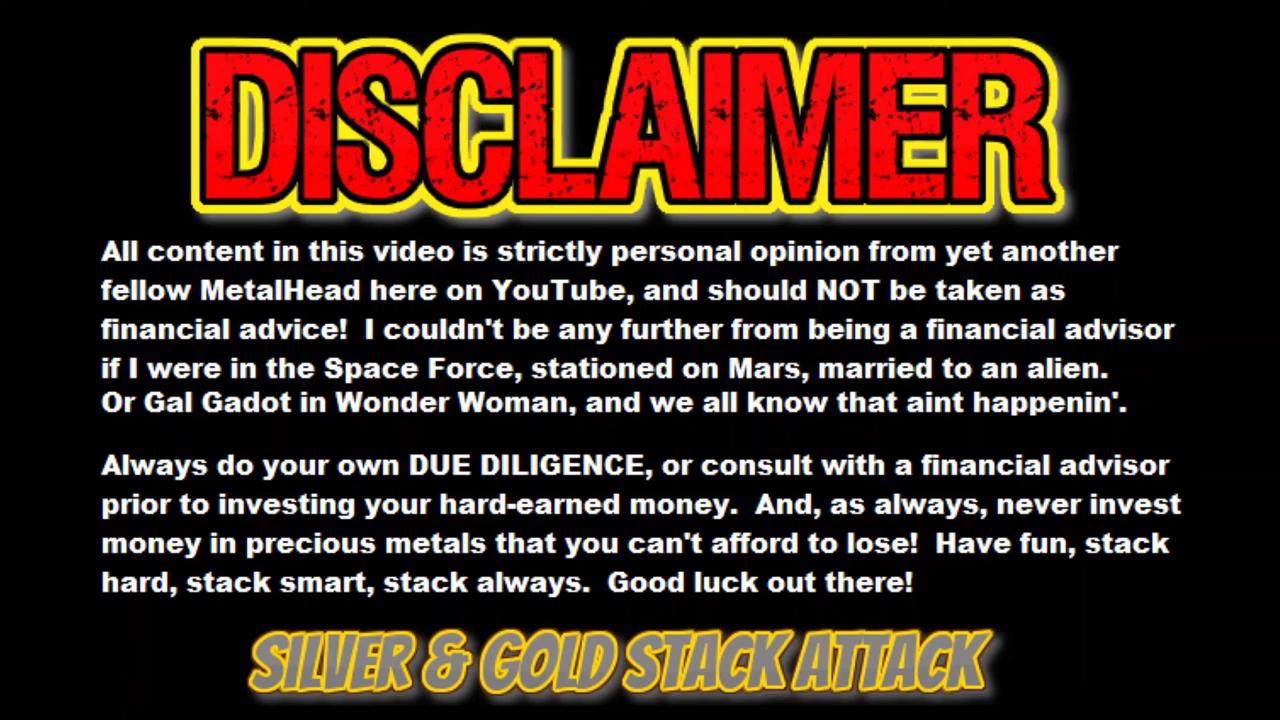 DISCLAIMER
All content in this video is strictly personal opinion from yet another
fellow MetalHead here on YouTube, and should NOT be taken as
financial advice!  I couldn't be any further from being a financial advisor
if I were in the Space Force, stationed on Mars, married to an alien.
Or Gal Gadot in Wonder Woman, and we all know that aint happenin'.
Always do your own DUE DILIGENCE, or consult with a financial advisor
prior to investing your hard-earned money.  And, as always, never invest
money in precious metals that you can't afford to lose!  Have fun, stack
hard, stack smart, stack always.  Good luck out there!
SILVER & GOLD STACK ATTACK